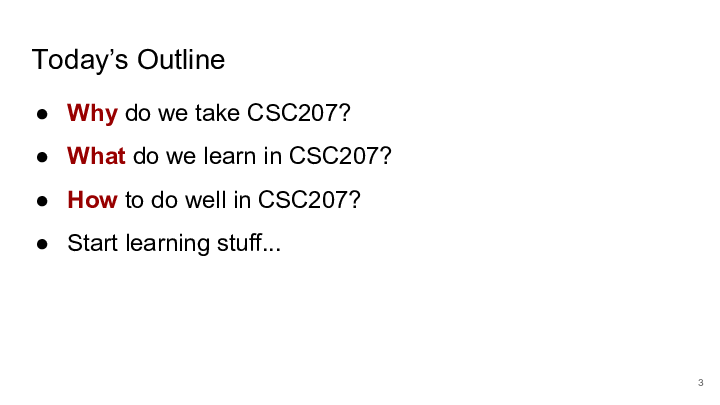 Today’s Outline
● Why do we take CSC207?
● What do we learn in CSC207?
● How to do well in CSC207?
● Start learning stuff...
3